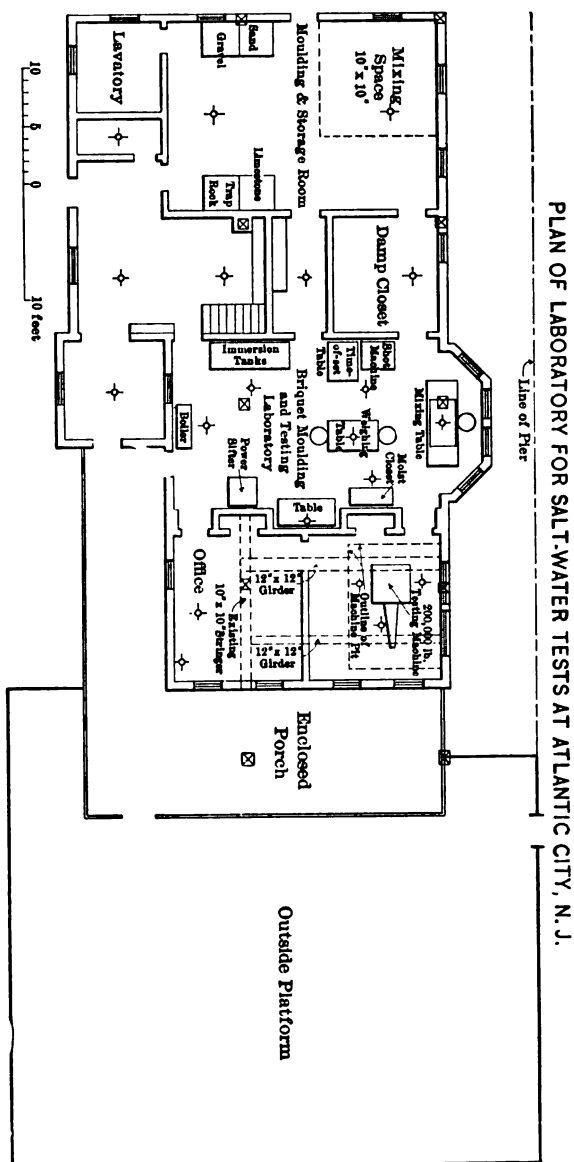 PLAN OF LABORATORY FOR SALT-WATER TESTS AT ATLANTIC CITY, N.J.
Line of Pier
Mixing
Space
10" x 10"
Damp Closet
Mixing Table
Shot
Machine
Time-
of-set
Table
Weighing
Table
Moist
Closet
200,000 lb.
Testing Machine
Outline of
Machine Pit
Moulding & Storage Room
Sand
Gravel
Limestone
Trap
Rock
Immersion
Tanks
Briquet Moulding
and Testing
Laboratory
Table
Power
Sifter
Boiler
12" x 12"
Girder
12" x 12"
Girder
Existing
10" x 10" Stringer
Office
Enclosed
Porch
Outside Platform
Lavatory
10 5 0 10 feet